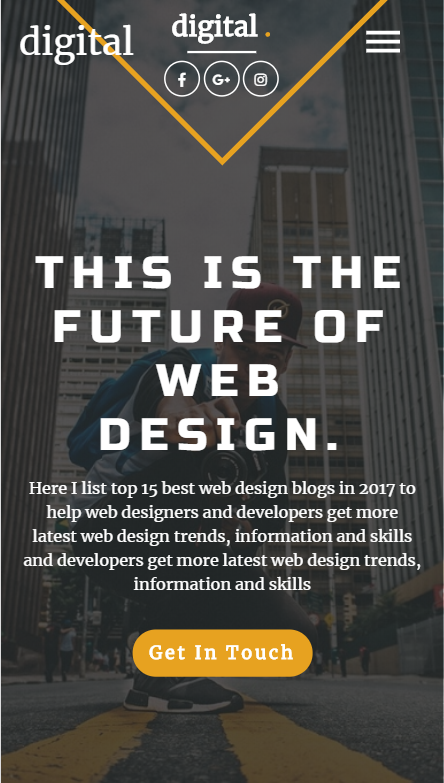 digital
digital .
G+
THIS IS THE
FUTURE OF
WEB
DESIGN.
Here I list top 15 best web design blogs in 2017 to
help web designers and developers get more
latest web design trends, information and skills
and developers get more latest web design trends,
information and skills
Get In Touch